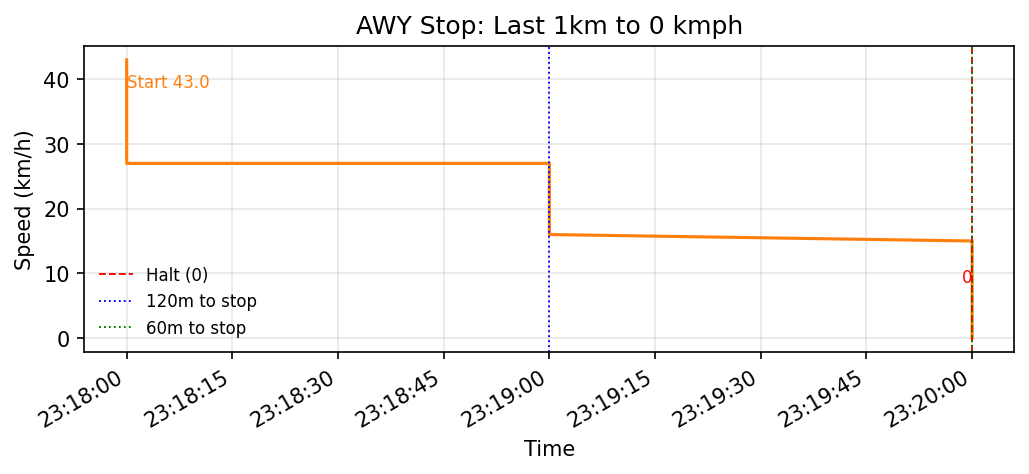 AWY Stop: Last 1km to 0 kmph
Speed (km/h)
40
30
20
10
0
Start 43.0
0
Halt (0)
120m to stop
60m to stop
23:18:00
23:18:15
23:18:30
23:18:45
23:19:00
23:19:15
23:19:30
23:19:45
23:20:00
Time